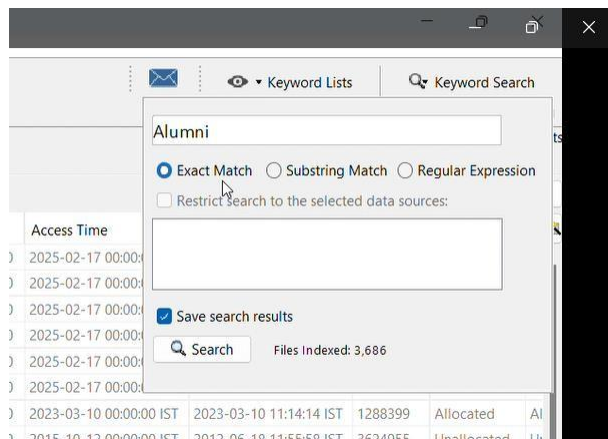 Keyword Lists
Keyword Search
Alumni
Exact Match Substring Match Regular Expression
Restrict search to the selected data sources:
Access Time
2025-02-17 00:00:
2025-02-17 00:00:
2025-02-17 00:00:
2025-02-17 00:00:
Save search results
2025-02-17 00:00:
Search Files Indexed: 3,686
2025-02-17 00:00:
2023-03-10 00:00:00 IST 2023-03-10 11:14:14 IST 1288399 Allocated Al